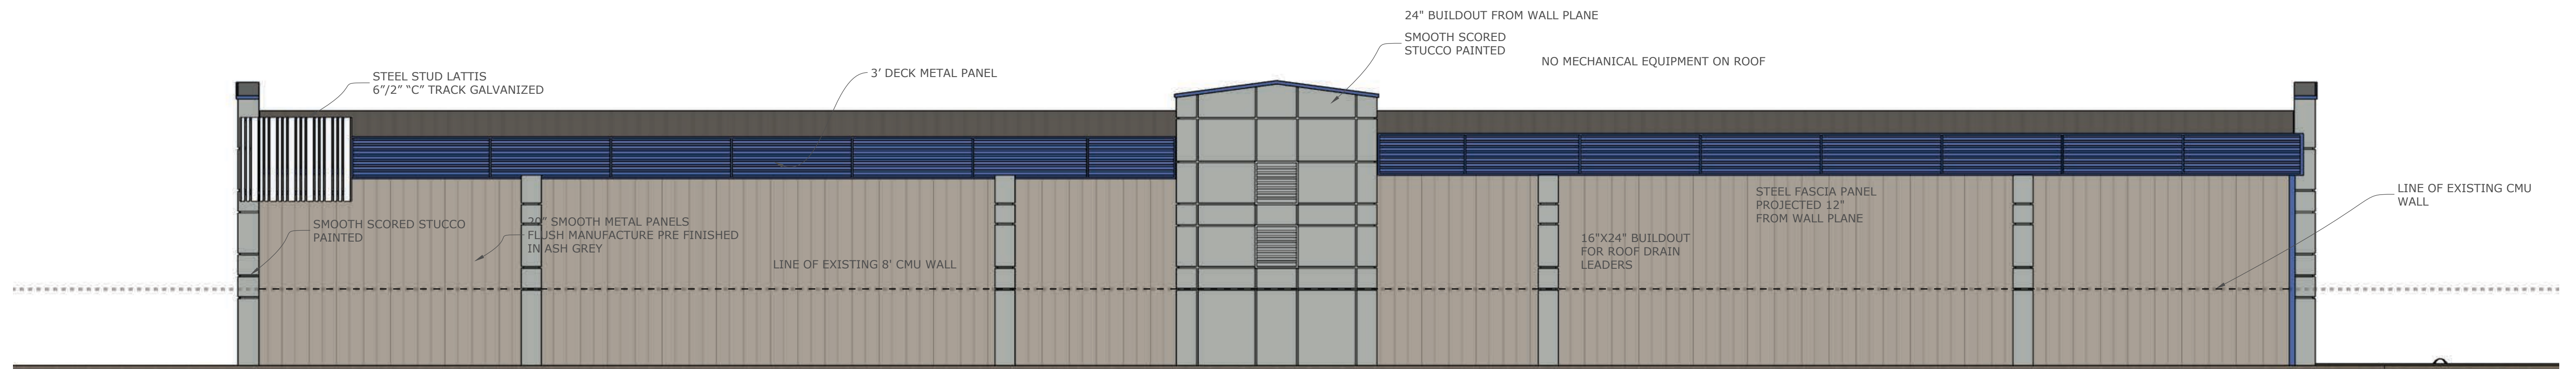 24" BUILDOUT FROM WALL PLANE
SMOOTH SCORED
STUCCO PAINTED
NO MECHANICAL EQUIPMENT ON ROOF
STEEL STUD LATTIS
6”/2” “C” TRACK GALVANIZED
3’ DECK METAL PANEL
SMOOTH SCORED STUCCO
PAINTED
20” SMOOTH METAL PANELS
FLUSH MANUFACTURE PRE FINISHED
IN ASH GREY
LINE OF EXISTING 8' CMU WALL
16"X24" BUILDOUT
FOR ROOF DRAIN
LEADERS
STEEL FASCIA PANEL
PROJECTED 12"
FROM WALL PLANE
LINE OF EXISTING CMU
WALL